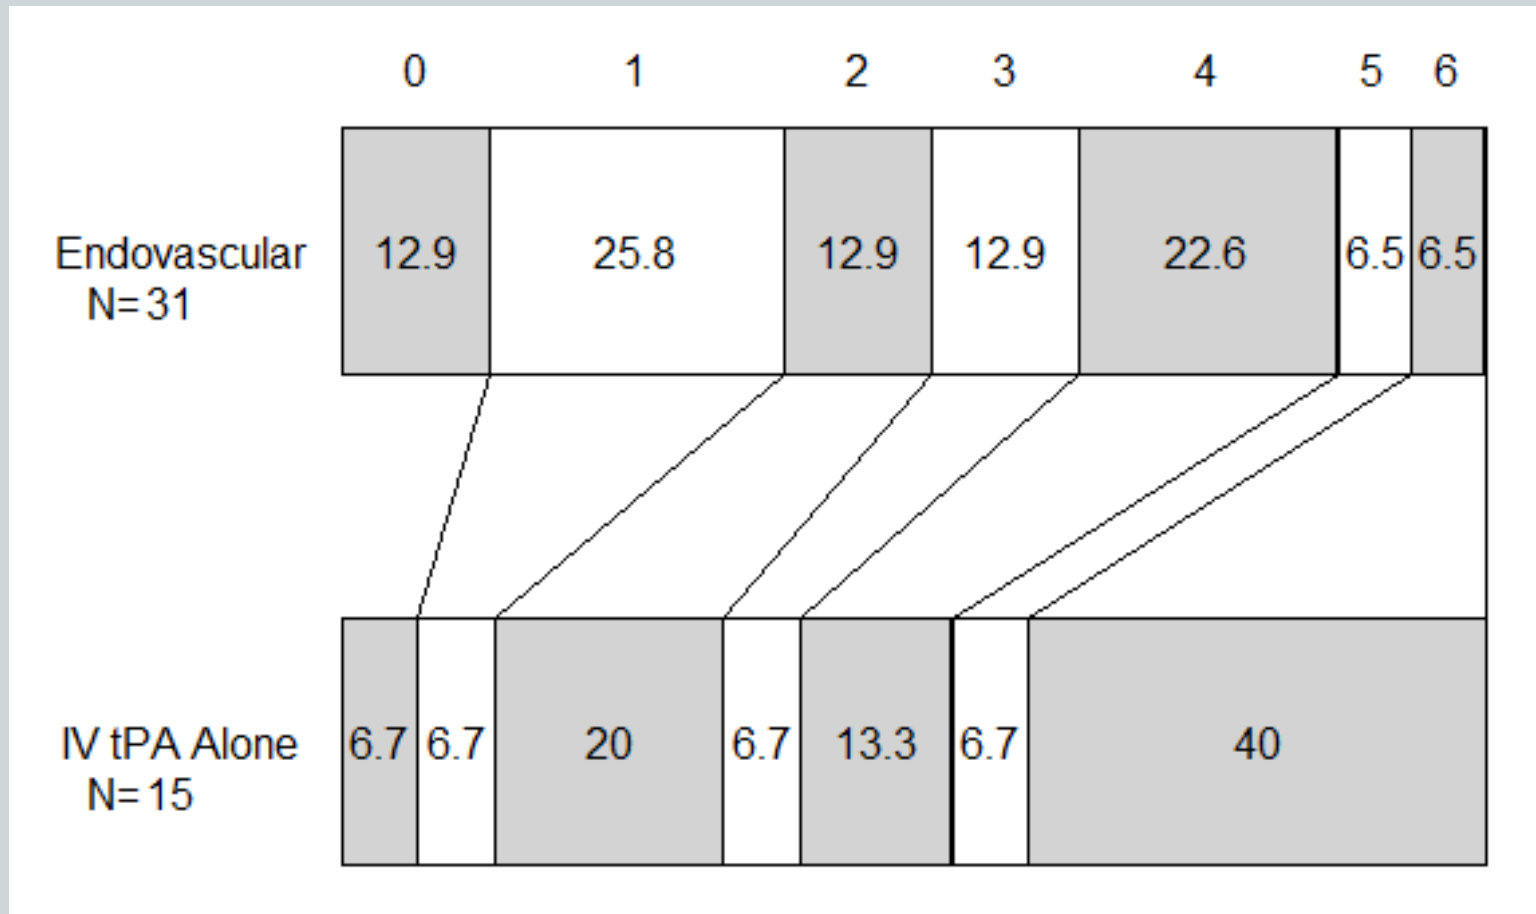 0 1 2 3 4 5 6
Endovascular 12.9 25.8 12.9 12.9 22.6 6.5 6.5
N=31
IV tPA Alone 6.7 6.7 20 6.7 13.3 6.7 40
N=15